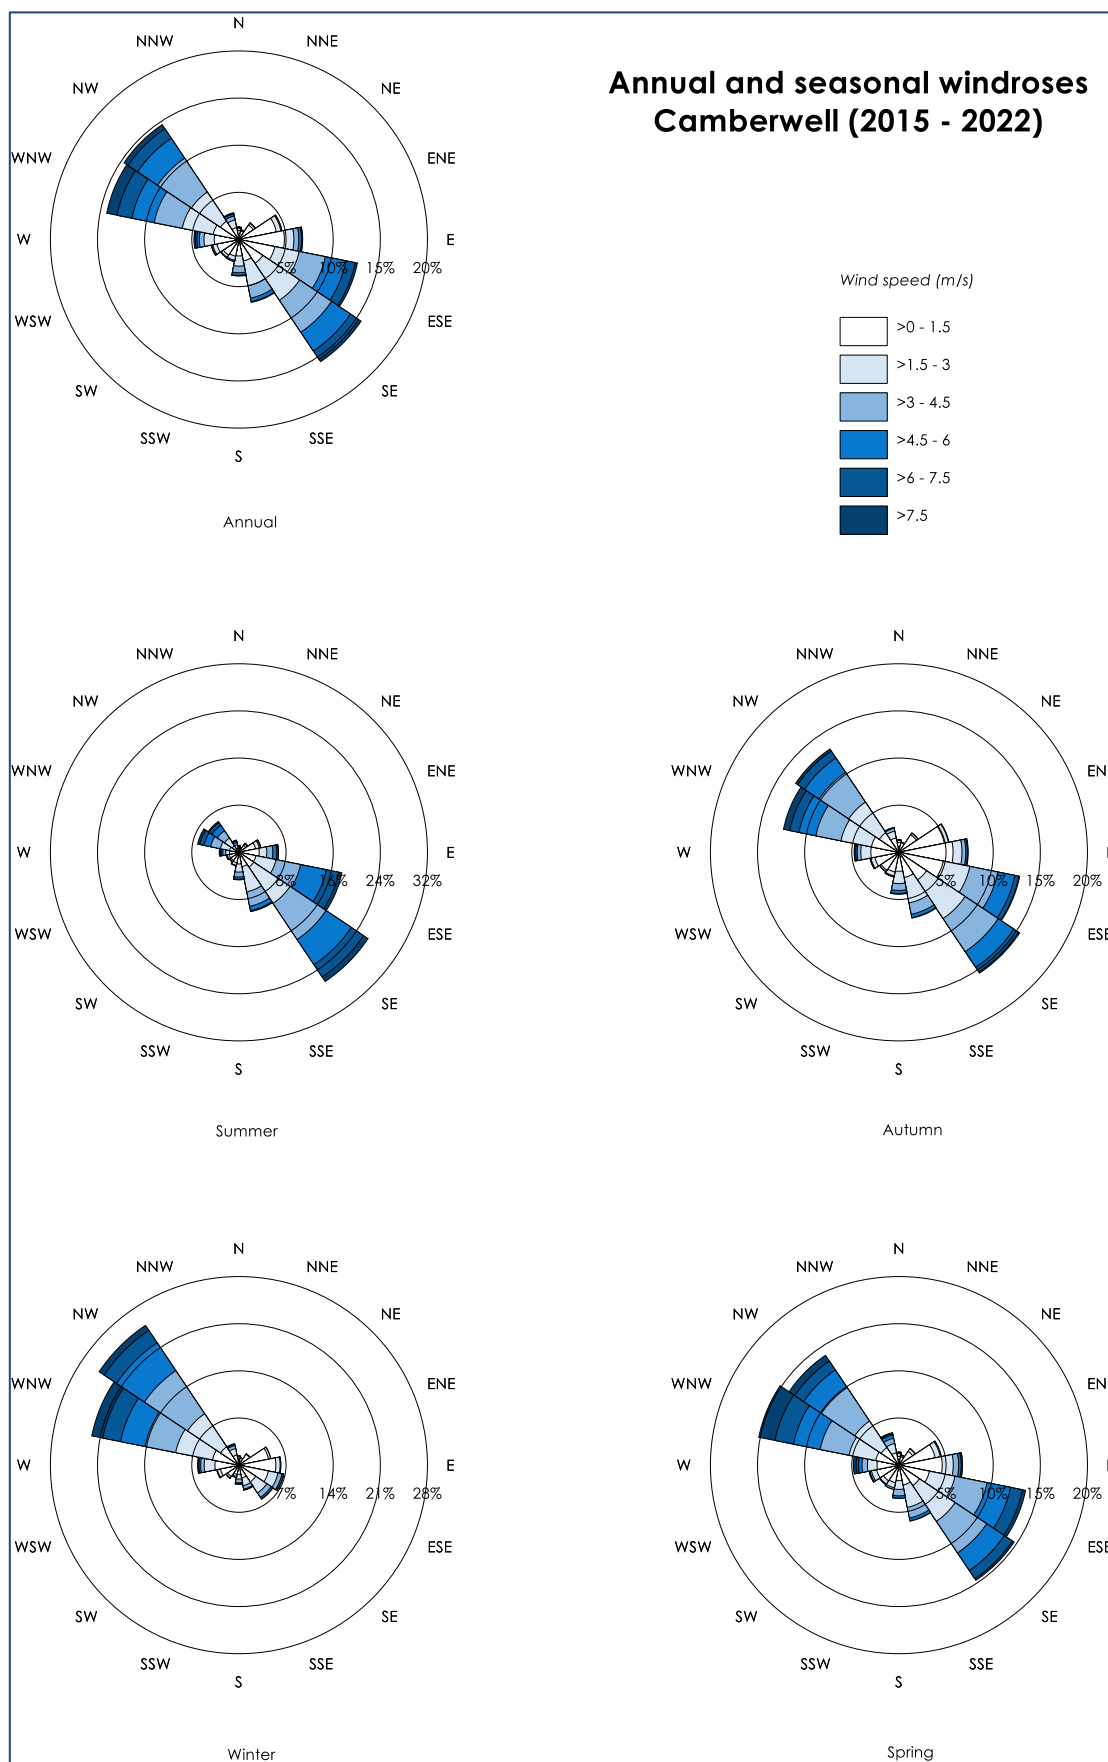 Annual and seasonal windroses
Camberwell (2015 - 2022)
N
NNW
NNE
NW
NE
WNW
ENE
W
E
5%
10%
15%
20%
WSW
ESE
SW
SE
SSW
SSE
S
Annual
Wind speed (m/s)
>0 - 1.5
>1.5 - 3
>3 - 4.5
>4.5 - 6
>6 - 7.5
>7.5
N
NNW
NNE
NW
NE
WNW
ENE
W
E
8%
16%
24%
32%
WSW
ESE
SW
SE
SSW
SSE
S
Summer
N
NNW
NNE
NW
NE
WNW
EN
W
5%
10%
15%
20%
WSW
ESE
SW
SE
SSW
SSE
S
Autumn
N
NNW
NNE
NW
NE
WNW
ENE
W
E
7%
14%
21%
28%
WSW
ESE
SW
SE
SSW
SSE
S
Winter
N
NNW
NNE
NW
NE
WNW
EN
W
5%
10%
15%
20%
WSW
ESE
SW
SE
SSW
SSE
S
Spring